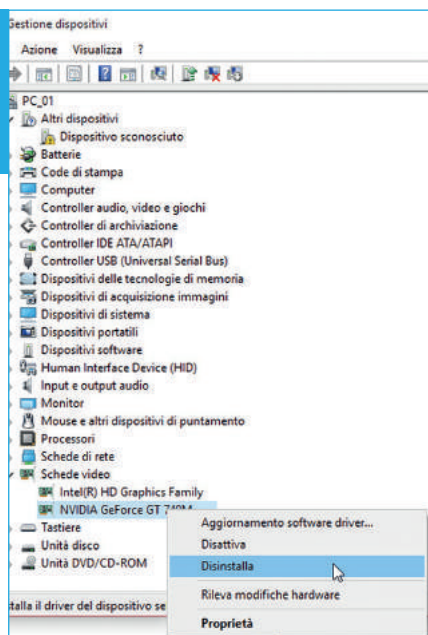 Gestione dispositivi
Azione Visualizza ?
PC_01
Altri dispositivi
Dispositivo sconosciuto
Batterie
Code di stampa
Computer
Controller audio, video e giochi
Controller di archiviazione
Controller IDE ATA/ATAPI
Controller USB (Universal Serial Bus)
Dispositivi delle tecnologie di memoria
Dispositivi di acquisizione immagini
Dispositivi di sistema
Dispositivi portatili
Dispositivi software
Human Interface Device (HID)
Input e output audio
Monitor
Mouse e altri dispositivi di puntamento
Processori
Schede di rete
Schede video
Intel(R) HD Graphics Family
NVIDIA GeForce GT 740M
Tastiere
Unità disco
Unità DVD/CD-ROM
Aggiornamento software driver...
Disattiva
Disinstalla
Rileva modifiche hardware
Proprietà
talla il driver del dispositivo se